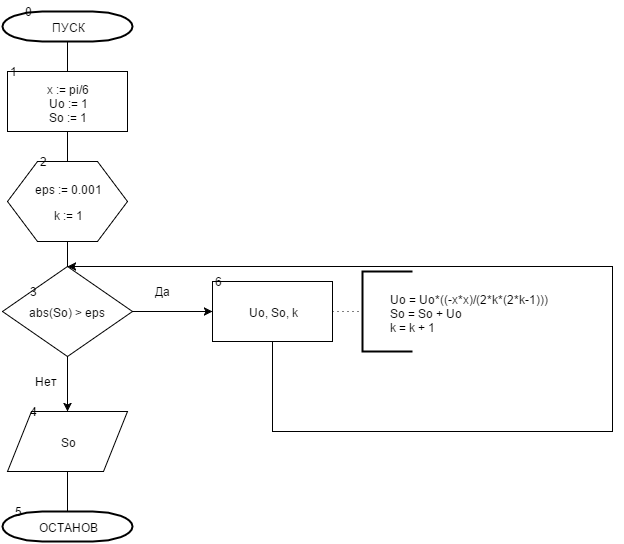 0
ПУСК
1
x := pi/6
Uo := 1
So := 1
2
eps := 0.001
k := 1
3
abs(So) > eps
Да
6
Uo, So, k
Uo = Uo*((-x*x)/(2*k*(2*k-1)))
So = So + Uo
k = k + 1
Нет
4
So
5
ОСТАНОВ